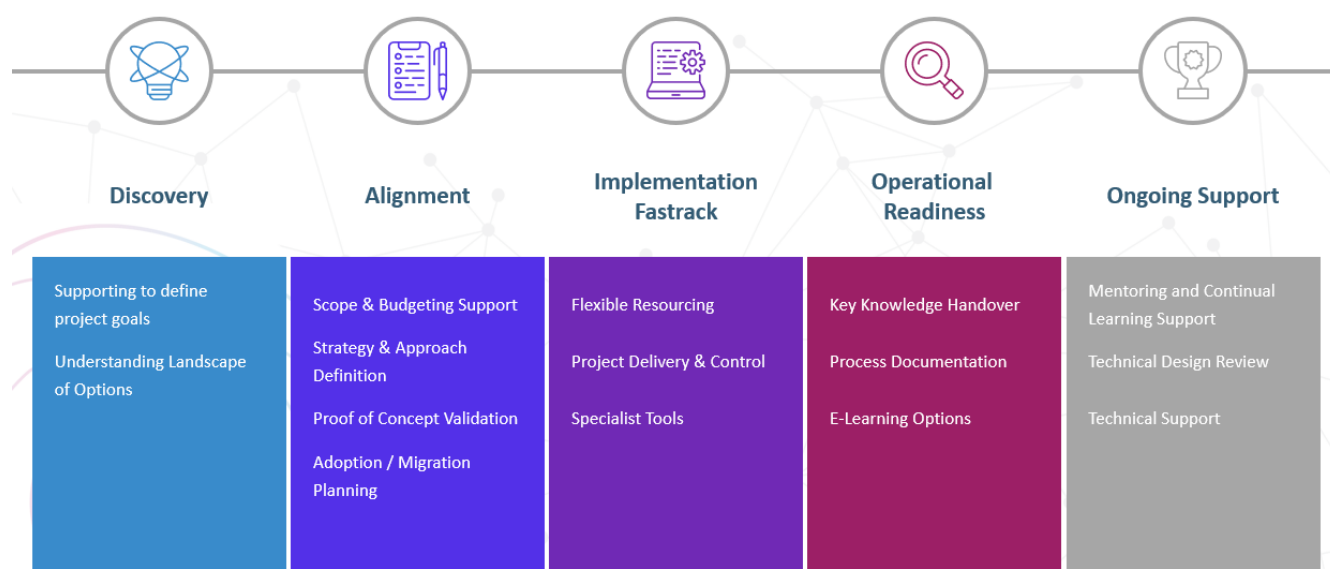 Discovery
Alignment
Implementation
Fastrack
Operational
Readiness
Ongoing Support
Supporting to define
project goals
Understanding Landscape
of Options
Scope & Budgeting Support
Strategy & Approach
Definition
Proof of Concept Validation
Adoption / Migration
Planning
Flexible Resourcing
Project Delivery & Control
Specialist Tools
Key Knowledge Handover
Process Documentation
E-Learning Options
Mentoring and Continual
Learning Support
Technical Design Review
Technical Support